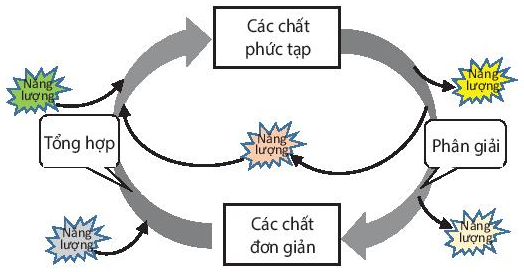 Các chất
phức tạp
Năng
lượng
Năng
lượng
Tổng hợp
Năng
lượng
Phân giải
Năng
lượng
Các chất
đơn giản
Năng
lượng